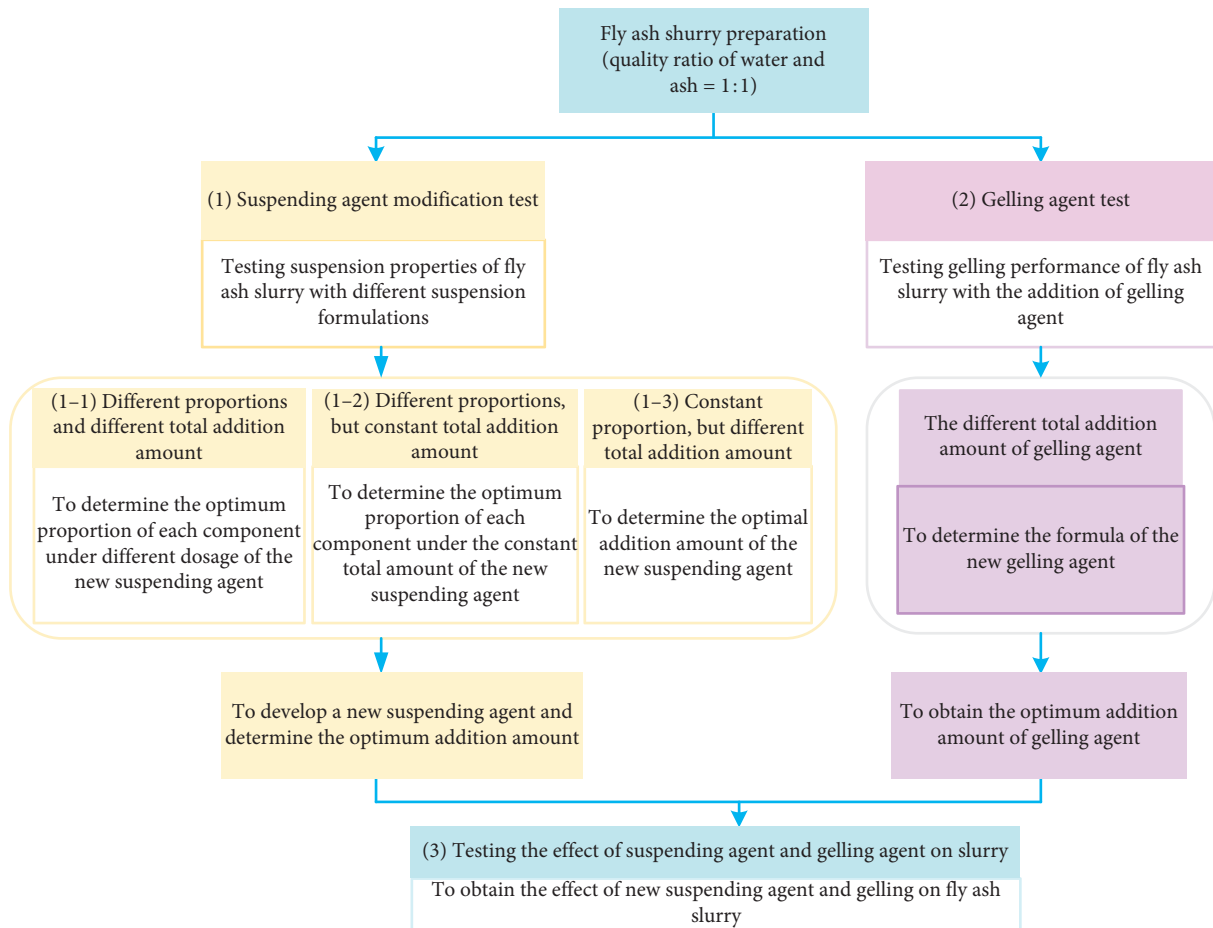 Fly ash shurry preparation
(quality ratio of water and
ash = 1:1)
(1) Suspending agent modification test
Testing suspension properties of fly
ash slurry with different suspension
formulations
(2) Gelling agent test
Testing gelling performance of fly ash
slurry with the addition of gelling
agent
(1–1) Different proportions
and different total addition
amount
To determine the optimum
proportion of each component
under different dosage of the
new suspending agent
(1–2) Different proportions,
but constant total addition
amount
To determine the optimum
proportion of each
component under the constant
total amount of the new
suspending agent
(1–3) Constant
proportion, but different
total addition amount
To determine the optimal
addition amount of the
new suspending agent
The different total addition
amount of gelling agent
To determine the formula of the
new gelling agent
To develop a new suspending agent and
determine the optimum addition amount
To obtain the optimum addition
amount of gelling agent
(3) Testing the effect of suspending agent and gelling agent on slurry
To obtain the effect of new suspending agent and gelling on fly ash
slurry